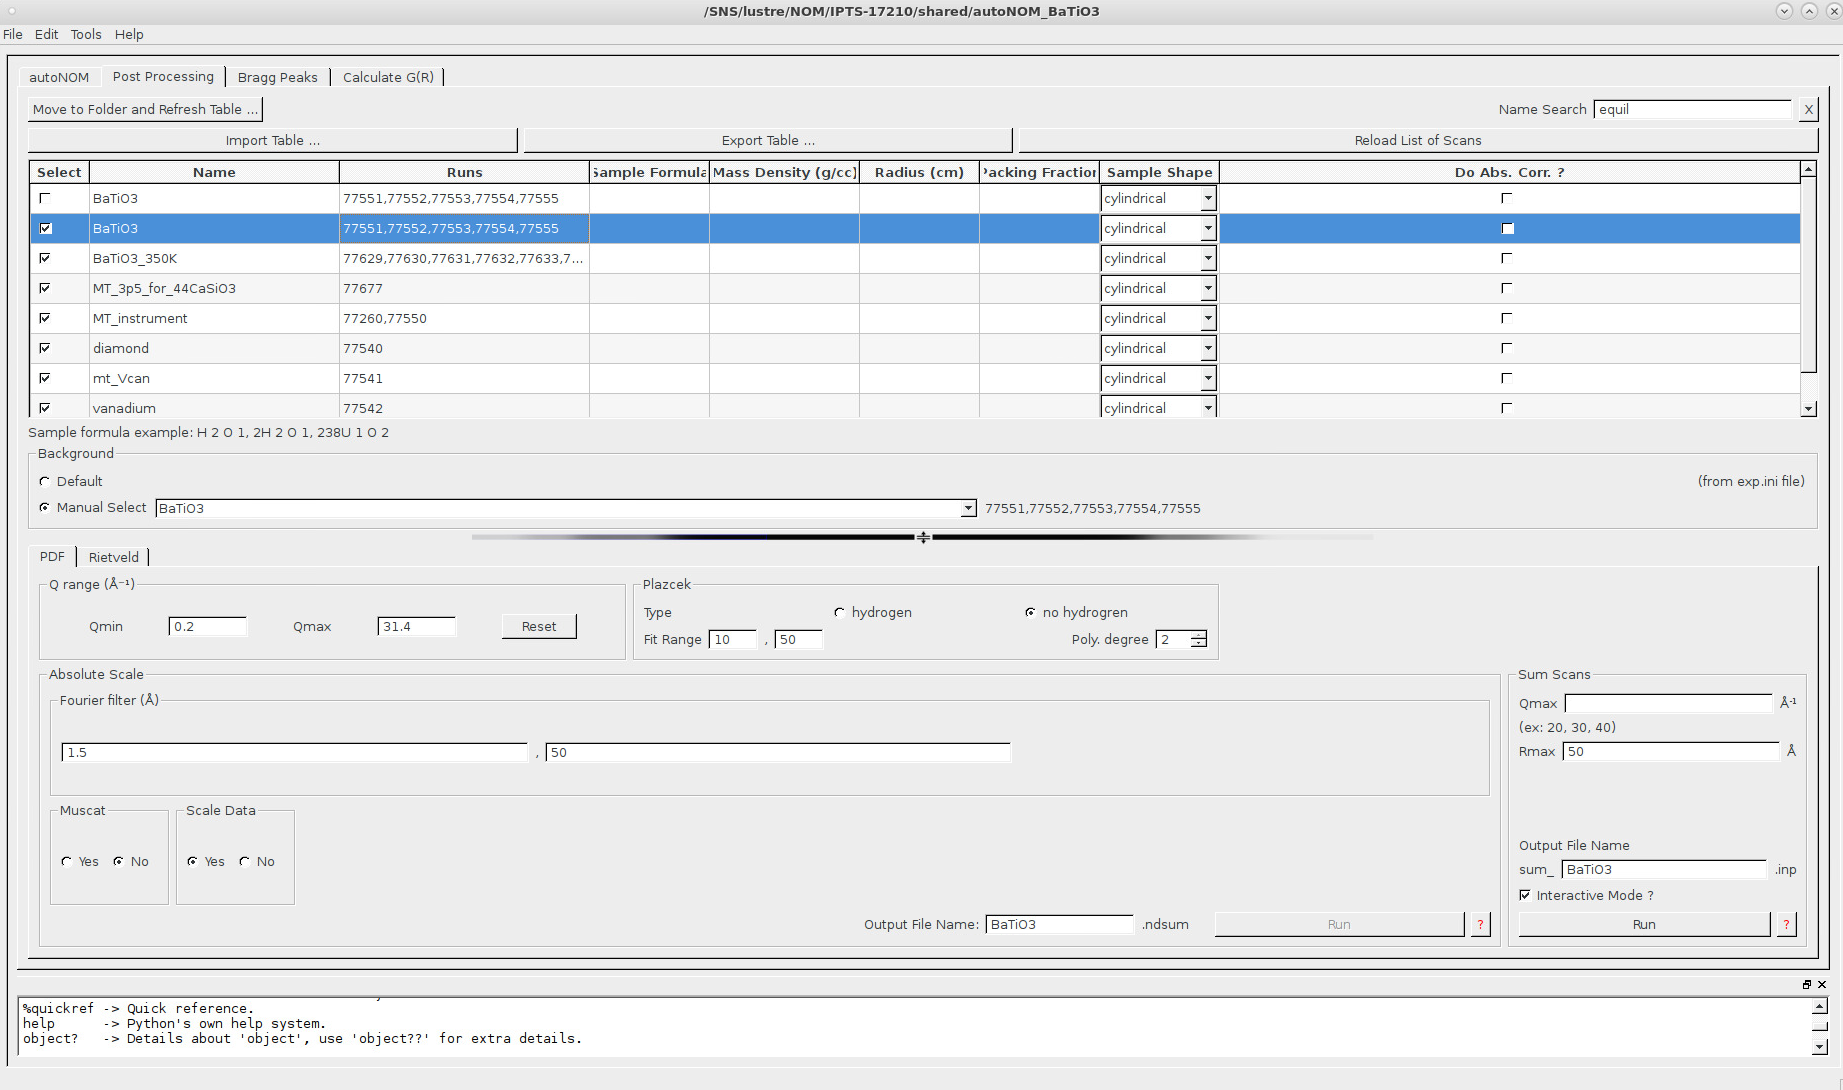 /SNS/lustre/NOM/IPTS-17210/shared/autoNOM_BaTiO3
File Edit Tools Help
autoNOM Post Processing Bragg Peaks Calculate G(R)
Move to Folder and Refresh Table ... Name Search equil X
Import Table ... Export Table ... Reload List of Scans
Select Name Runs Sample Formula Mass Density (g/cc) Radius (cm) Packing Fraction Sample Shape Do Abs. Corr. ?
BaTiO3 77551,77552,77553,77554,77555 cylindrical
BaTiO3 77551,77552,77553,77554,77555 cylindrical
BaTiO3_350K 77629,77630,77631,77632,77633,7... cylindrical
MT_3p5_for_44CaSiO3 77677 cylindrical
MT_instrument 77260,77550 cylindrical
diamond 77540 cylindrical
mt_Vcan 77541 cylindrical
vanadium 77542 cylindrical
Sample formula example: H 2 O 1, 2H 2 O 1, 238U 1 O 2
Background
Default (from exp.ini file)
Manual Select BaTiO3 77551,77552,77553,77554,77555
PDF Rietveld
Q range (Å⁻¹) Plazcek
Type hydrogen no hydrogren
Qmin 0.2 Qmax 31.4 Reset
Fit Range 10 , 50 Poly. degree 2
Absolute Scale Sum Scans
Fourier filter (Å)
Qmax Å⁻¹
(ex: 20, 30, 40)
1.5 , 50 Rmax 50 Å
Muscat Scale Data
Output File Name
Yes No Yes No
sum_ BaTiO3 .inp
Interactive Mode ?
Output File Name: BaTiO3 .ndsum Run ? Run ?
%quickref -> Quick reference.
help -> Python's own help system.
object? -> Details about 'object', use 'object??' for extra details.